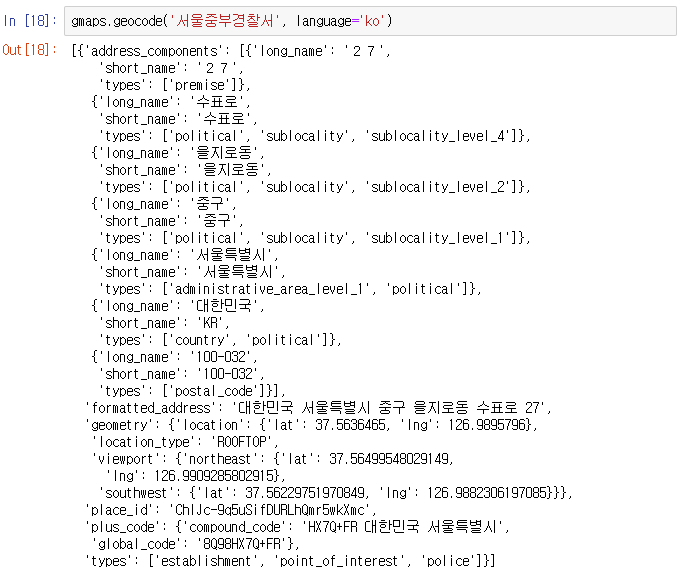 In [18]: gmaps.geocode('서울중부경찰서', language='ko')
Out[18]: [{'address_components': [{'long_name': '２７',
'short_name': '２７',
'types': ['premise']},
{'long_name': '수표로',
'short_name': '수표로',
'types': ['political', 'sublocality', 'sublocality_level_4']},
{'long_name': '을지로동',
'short_name': '을지로동',
'types': ['political', 'sublocality', 'sublocality_level_2']},
{'long_name': '중구',
'short_name': '중구',
'types': ['political', 'sublocality', 'sublocality_level_1']},
{'long_name': '서울특별시',
'short_name': '서울특별시',
'types': ['administrative_area_level_1', 'political']},
{'long_name': '대한민국',
'short_name': 'KR',
'types': ['country', 'political']},
{'long_name': '100-032',
'short_name': '100-032',
'types': ['postal_code']}],
'formatted_address': '대한민국 서울특별시 중구 을지로동 수표로 27',
'geometry': {'location': {'lat': 37.5636465, 'lng': 126.9895796},
'location_type': 'ROOFTOP',
'viewport': {'northeast': {'lat': 37.56499548029149,
'lng': 126.9909285802915},
'southwest': {'lat': 37.56229751970849, 'lng': 126.9882306197085}}},
'place_id': 'ChIJc-9q5uSifDURLhQmr5wkXmc',
'plus_code': {'compound_code': 'HX7Q+FR 대한민국 서울특별시',
'global_code': '8Q98HX7Q+FR'},
'types': ['establishment', 'point_of_interest', 'police']}]